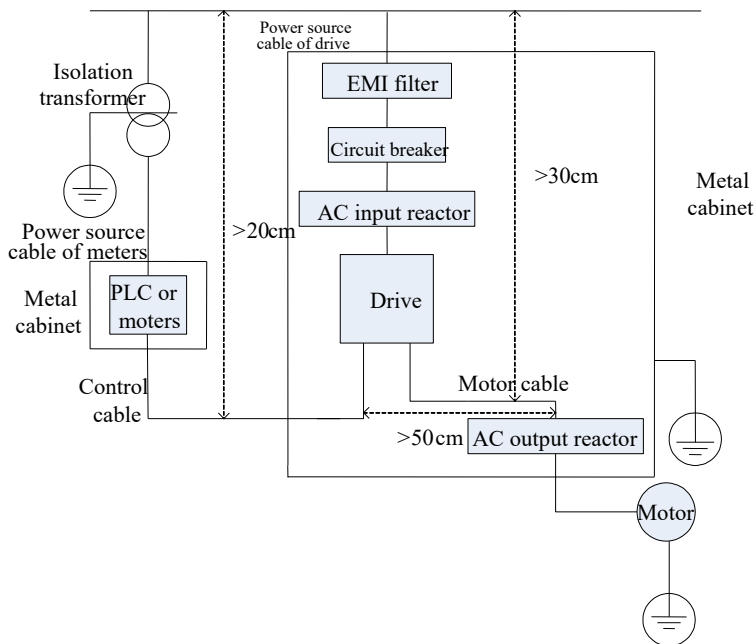 Power source
cable of drive
Isolation
transformer
EMI filter
Circuit breaker
>30cm
Metal
cabinet
AC input reactor
>20cm
Power source
cable of meters
Metal
cabinet
PLC or
moters
Drive
Control
cable
Motor cable
>50cm
AC output reactor
Motor